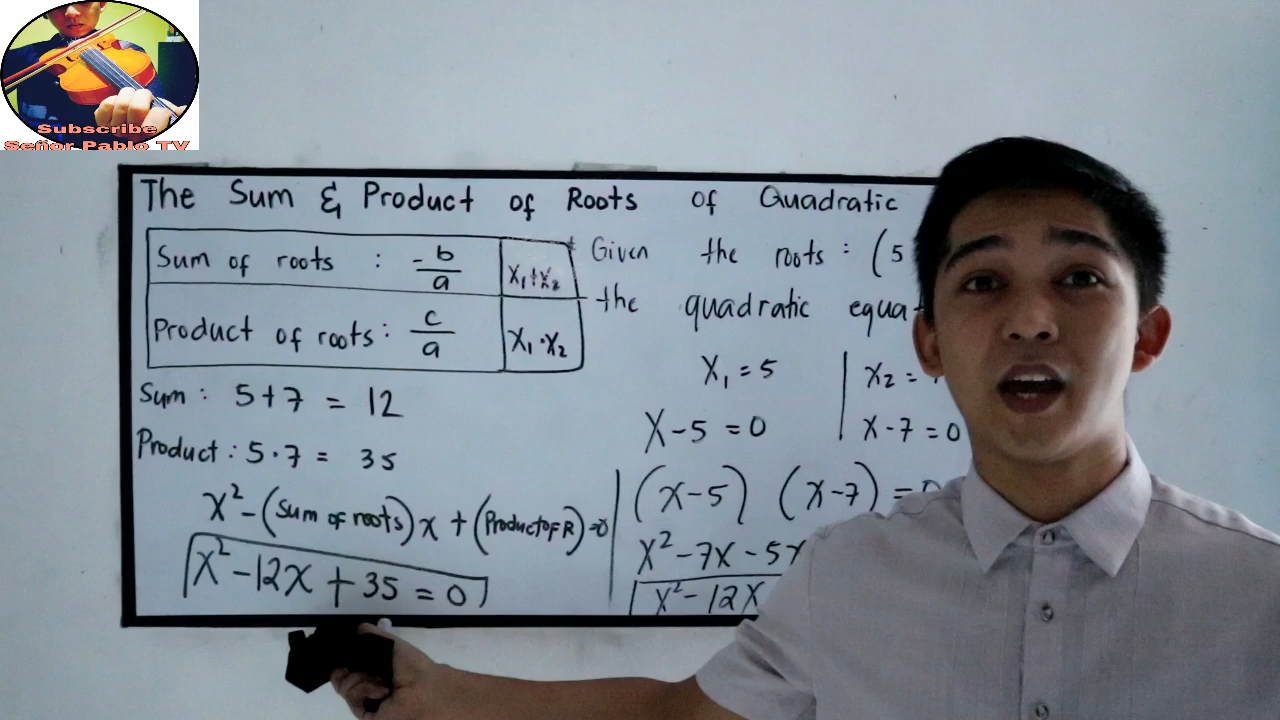 Subscribe
Señor Pablo TV
The Sum & Product of Roots of Quadratic
Sum of roots : -b/a x₁+x₂
Product of roots : c/a x₁·x₂
Sum : 5+7 = 12
Product : 5·7 = 35
x²-(Sum of roots)x + (Product of R)=0
x²-12x+35=0
Given the roots : (5
the quadratic
x₁ = 5
x₂ =
x-5 = 0
x-7 = 0
(x-5) (x-7) =
x²-7x-5x
x²-12x